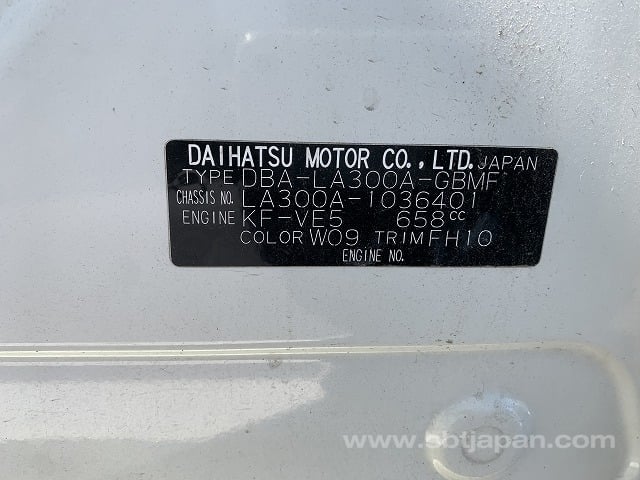 DAIHATSU MOTOR CO., LTD. JAPAN
TYPE DBA-LA300A-GBMF
CHASSIS NO. LA300A-1036401
ENGINE KF-VE5 658cc
COLOR W09 TRIM FH10
ENGINE NO.
www.sbtjapan.com